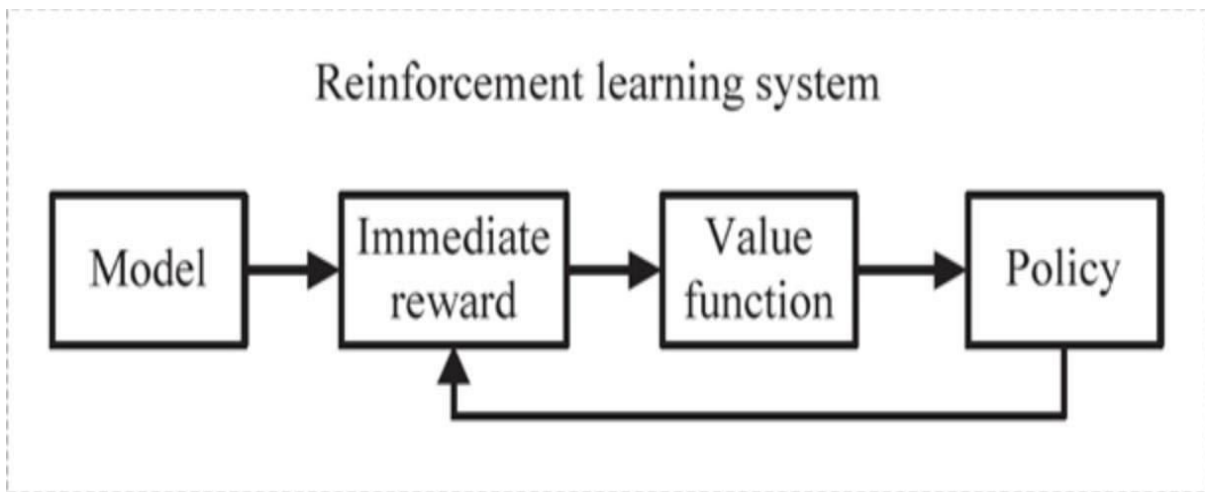 Reinforcement learning system
Model
Immediate
reward
Value
function
Policy